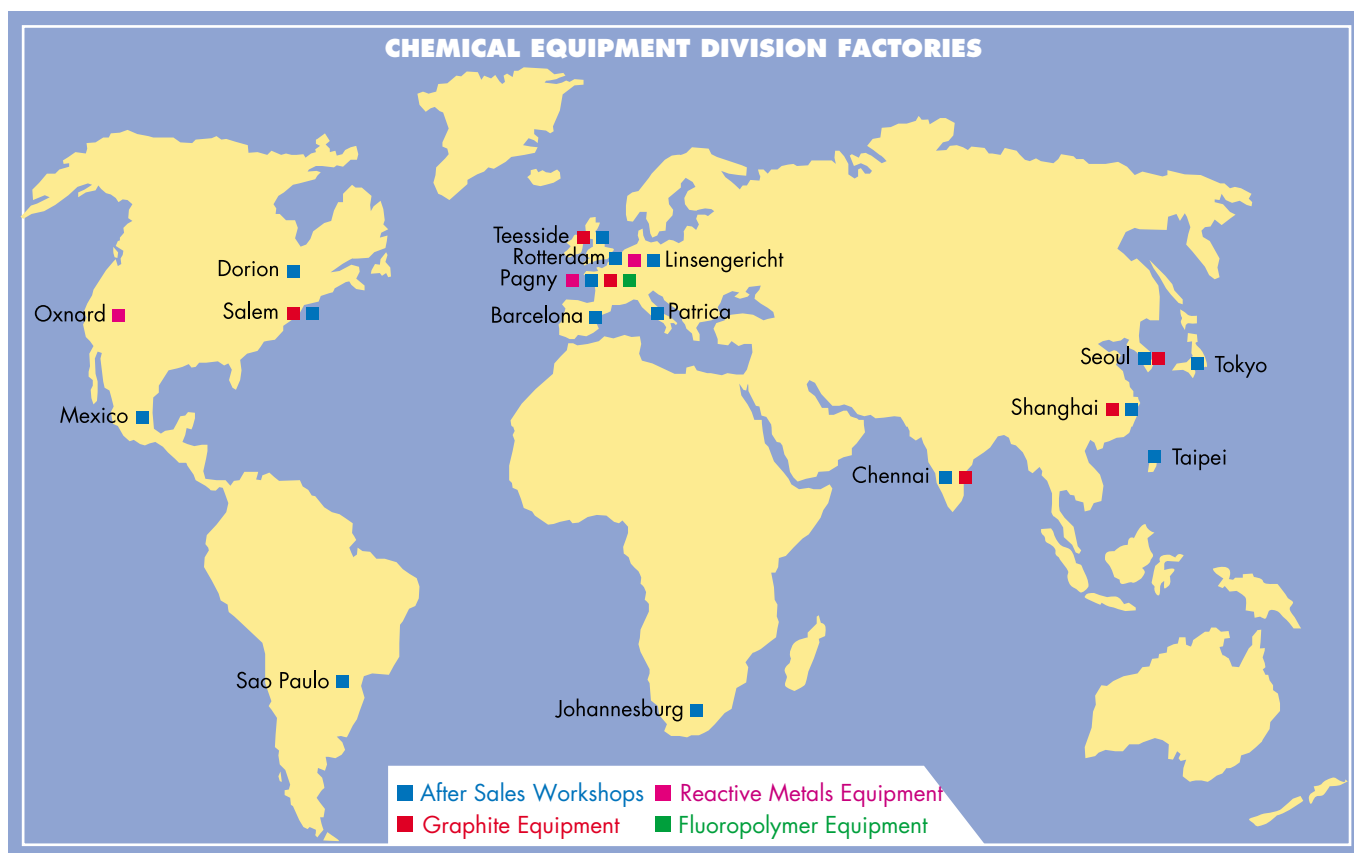 CHEMICAL EQUIPMENT DIVISION FACTORIES
Teesside
Rotterdam
Linsengericht
Dorion
Pagny
Oxnard
Salem
Barcelona
Patrica
Seoul
Tokyo
Mexico
Shanghai
Taipei
Chennai
Sao Paulo
Johannesburg
After Sales Workshops
Reactive Metals Equipment
Graphite Equipment
Fluoropolymer Equipment